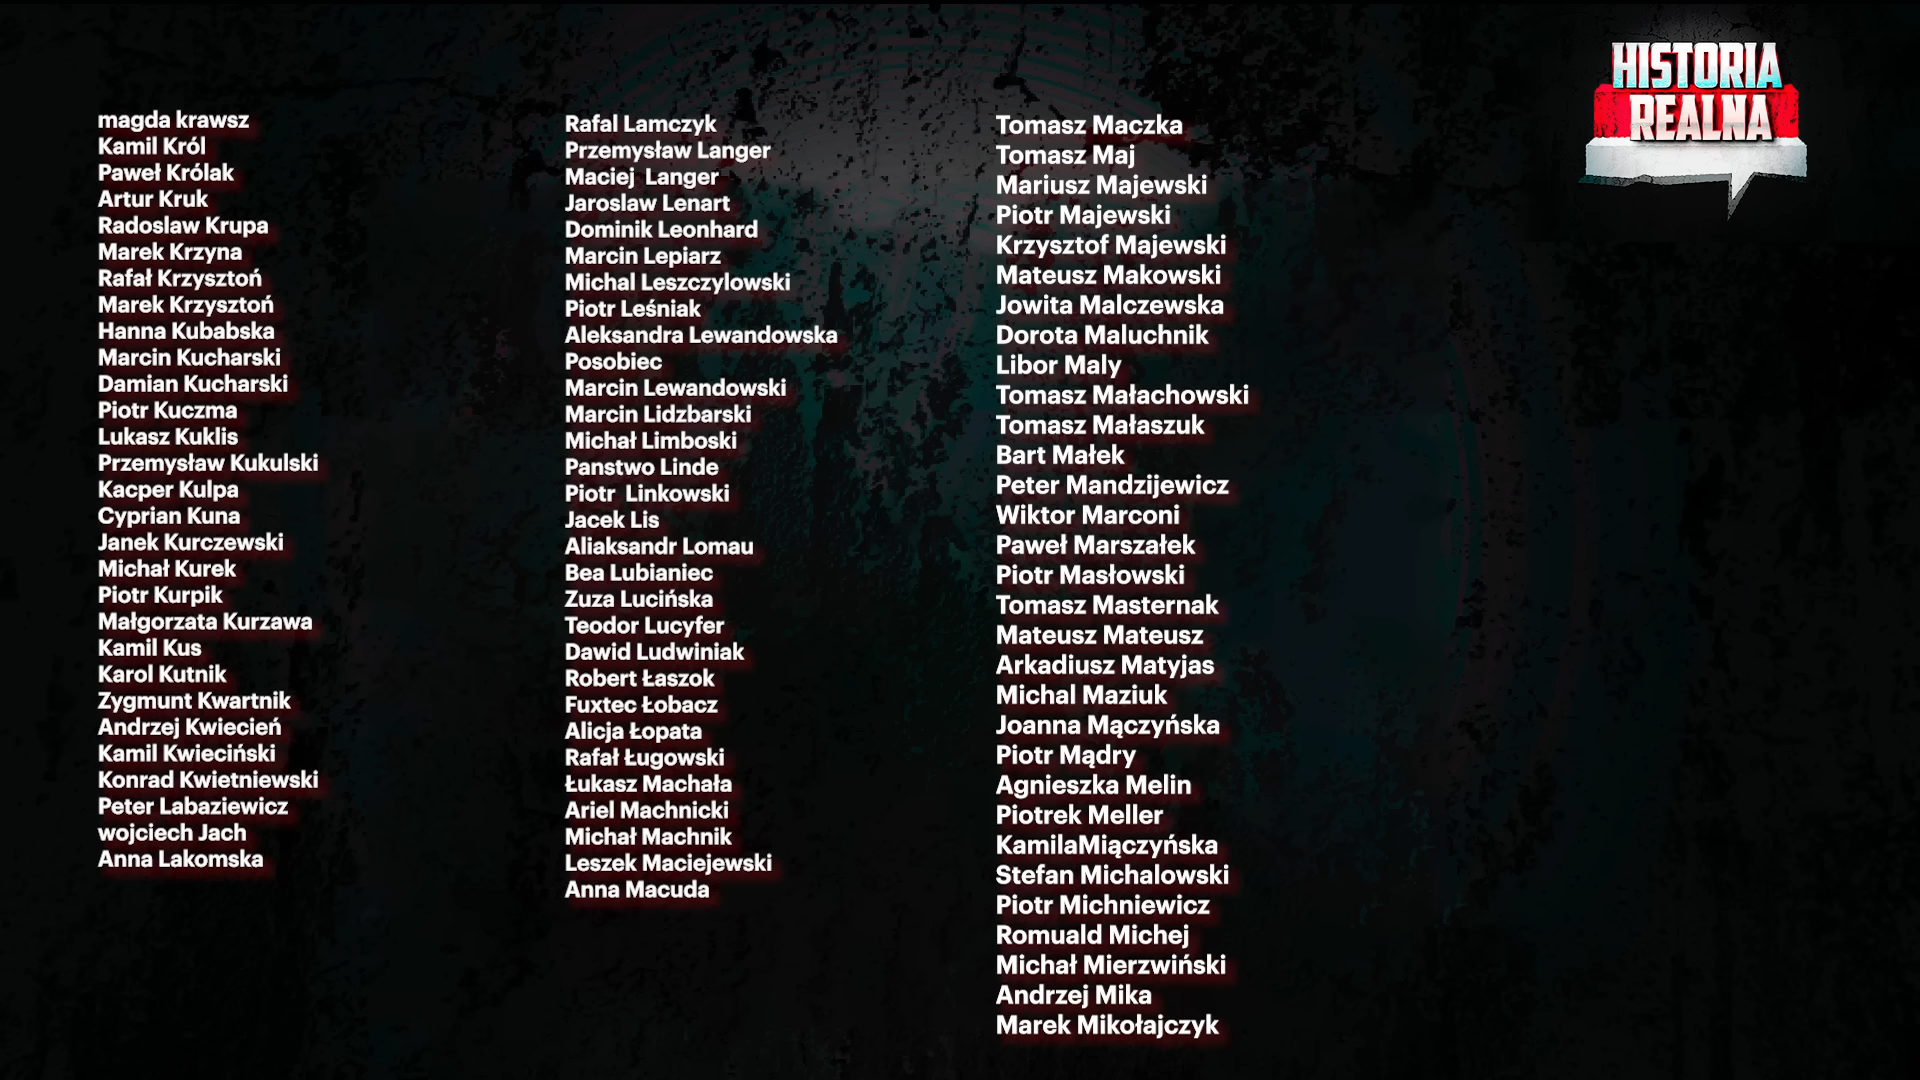 magda krawsz
Kamil Król
Paweł Królak
Artur Kruk
Radoslaw Krupa
Marek Krzyna
Rafał Krzysztoń
Marek Krzysztoń
Hanna Kubabska
Marcin Kucharski
Damian Kucharski
Piotr Kuczma
Lukasz Kuklis
Przemysław Kukulski
Kacper Kulpa
Cyprian Kuna
Janek Kurczewski
Michał Kurek
Piotr Kurpik
Małgorzata Kurzawa
Kamil Kus
Karol Kutnik
Zygmunt Kwartnik
Andrzej Kwiecień
Kamil Kwieciński
Konrad Kwietniewski
Peter Labaziewicz
wojciech Jach
Anna Lakomska
Rafal Lamczyk
Przemysław Langer
Maciej  Langer
Jaroslaw Lenart
Dominik Leonhard
Marcin Lepiarz
Michal Leszczylowski
Piotr Leśniak
Aleksandra Lewandowska
Posobiec
Marcin Lewandowski
Marcin Lidzbarski
Michał Limboski
Panstwo Linde
Piotr  Linkowski
Jacek Lis
Aliaksandr Lomau
Bea Lubianiec
Zuza Lucińska
Teodor Lucyfer
Dawid Ludwiniak
Robert Łaszok
Fuxtec Łobacz
Alicja Łopata
Rafał Ługowski
Łukasz Machała
Ariel Machnicki
Michał Machnik
Leszek Maciejewski
Anna Macuda
Tomasz Maczka
Tomasz Maj
Mariusz Majewski
Piotr Majewski
Krzysztof Majewski
Mateusz Makowski
Jowita Malczewska
Dorota Maluchnik
Libor Maly
Tomasz Małachowski
Tomasz Małaszuk
Bart Małek
Peter Mandzijewicz
Wiktor Marconi
Paweł Marszałek
Piotr Masłowski
Tomasz Masternak
Mateusz Mateusz
Arkadiusz Matyjas
Michal Maziuk
Joanna Mączyńska
Piotr Mądry
Agnieszka Melin
Piotrek Meller
KamilaMiączyńska
Stefan Michalowski
Piotr Michniewicz
Romuald Michej
Michał Mierzwiński
Andrzej Mika
Marek Mikołajczyk
HISTORIA
REALNA